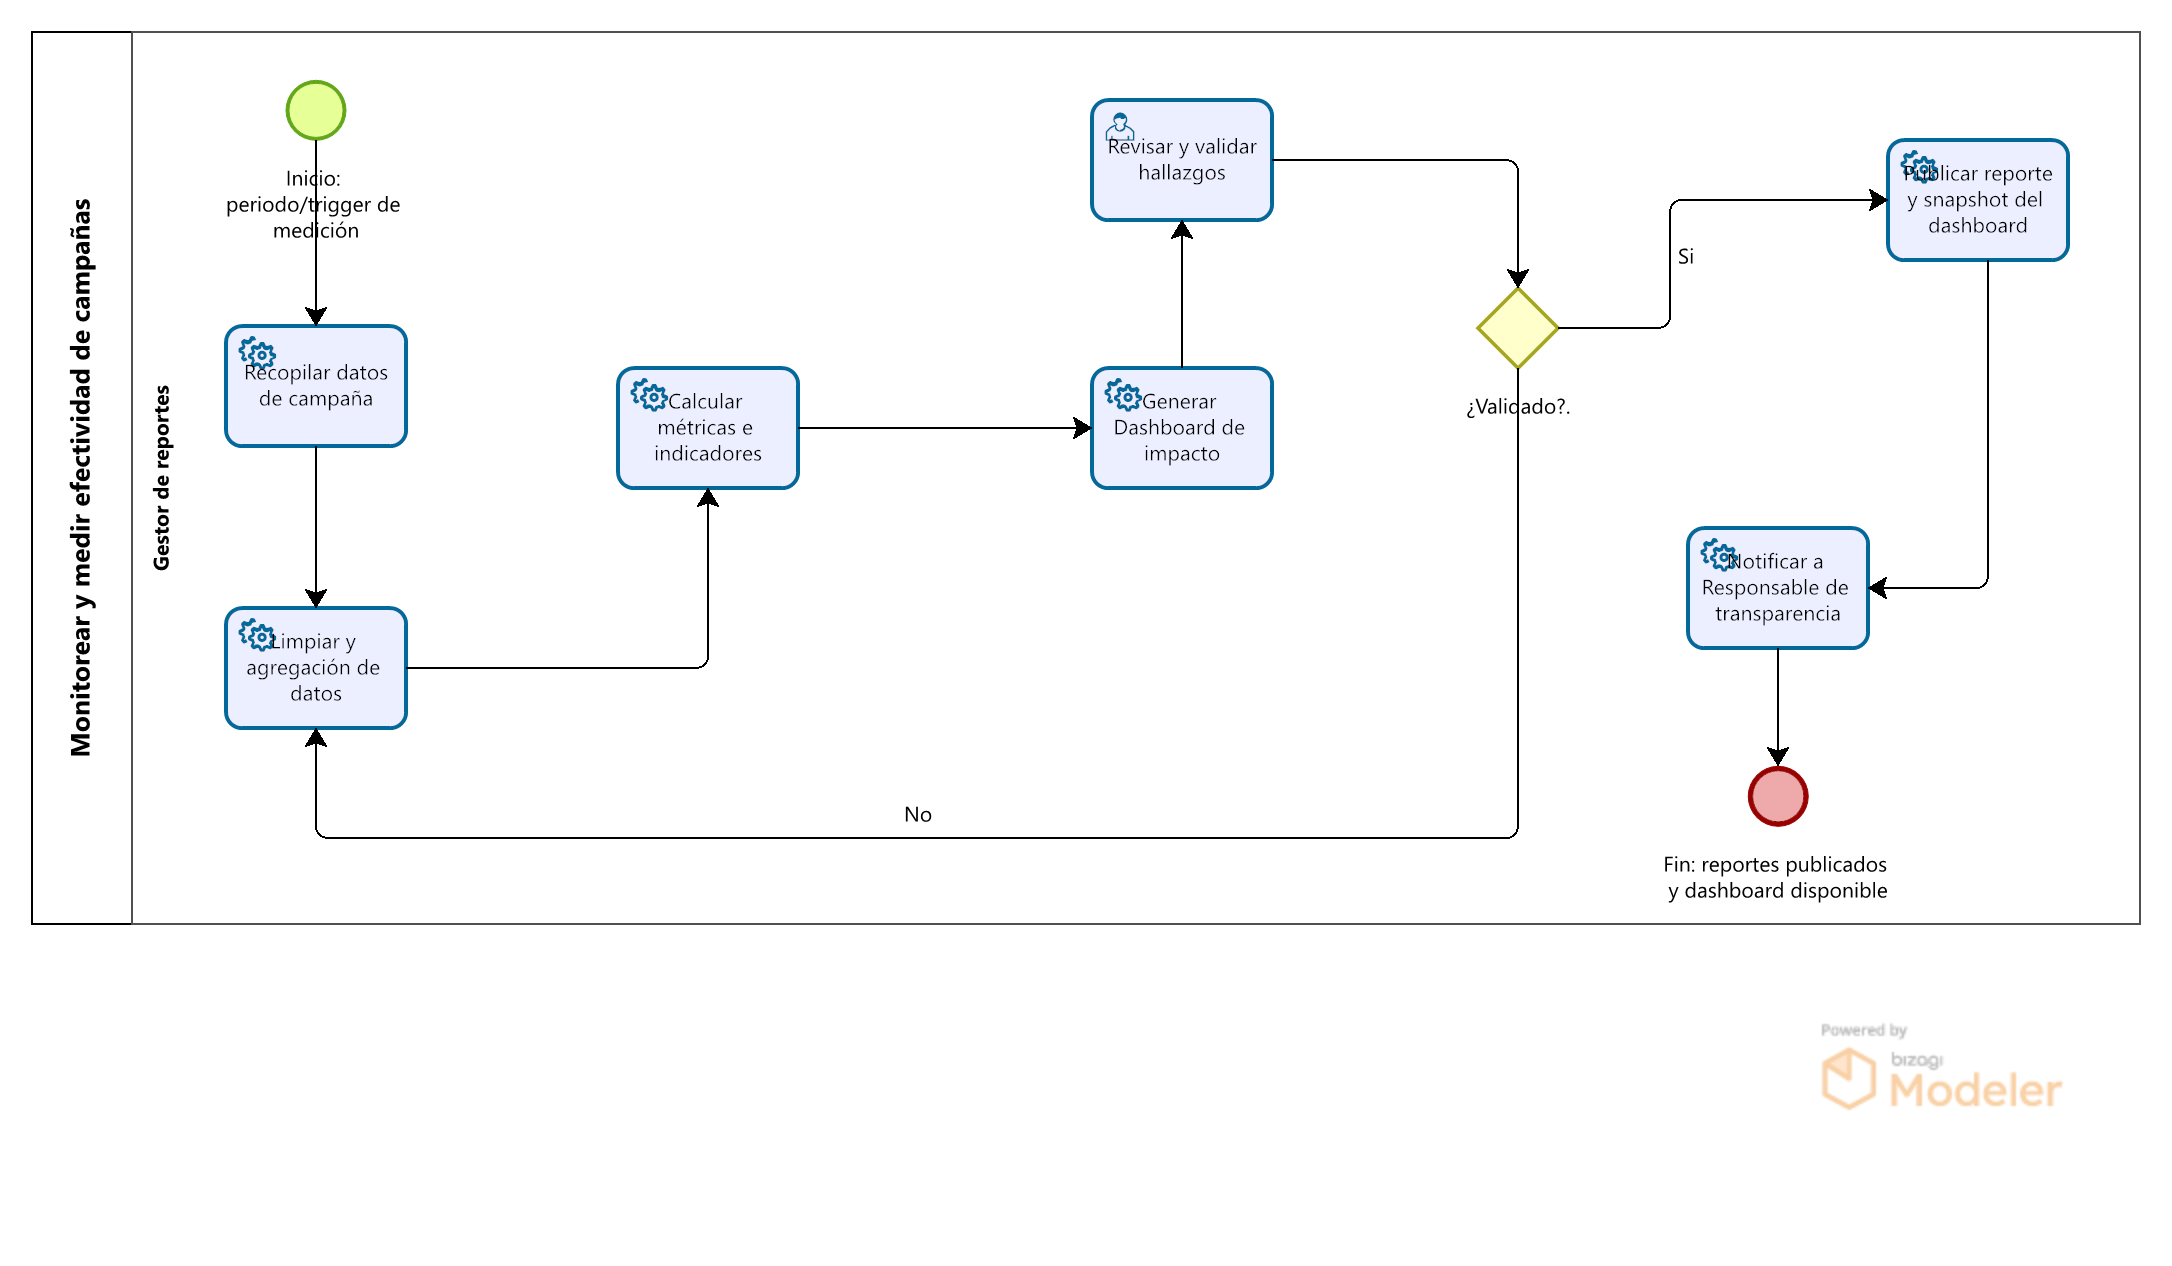 Monitorear y medir efectividad de campañas
Gestor de reportes
Inicio:
periodo/trigger de
medición
Recopilar datos
de campaña
Limpiar y
agregación de
datos
Calcular
métricas e
indicadores
Generar
Dashboard de
impacto
Revisar y validar
hallazgos
¿Validado?.
Si
No
Publicar reporte
y snapshot del
dashboard
Notificar a
Responsable de
transparencia
Fin: reportes publicados
y dashboard disponible
Powered by
bizagi
Modeler